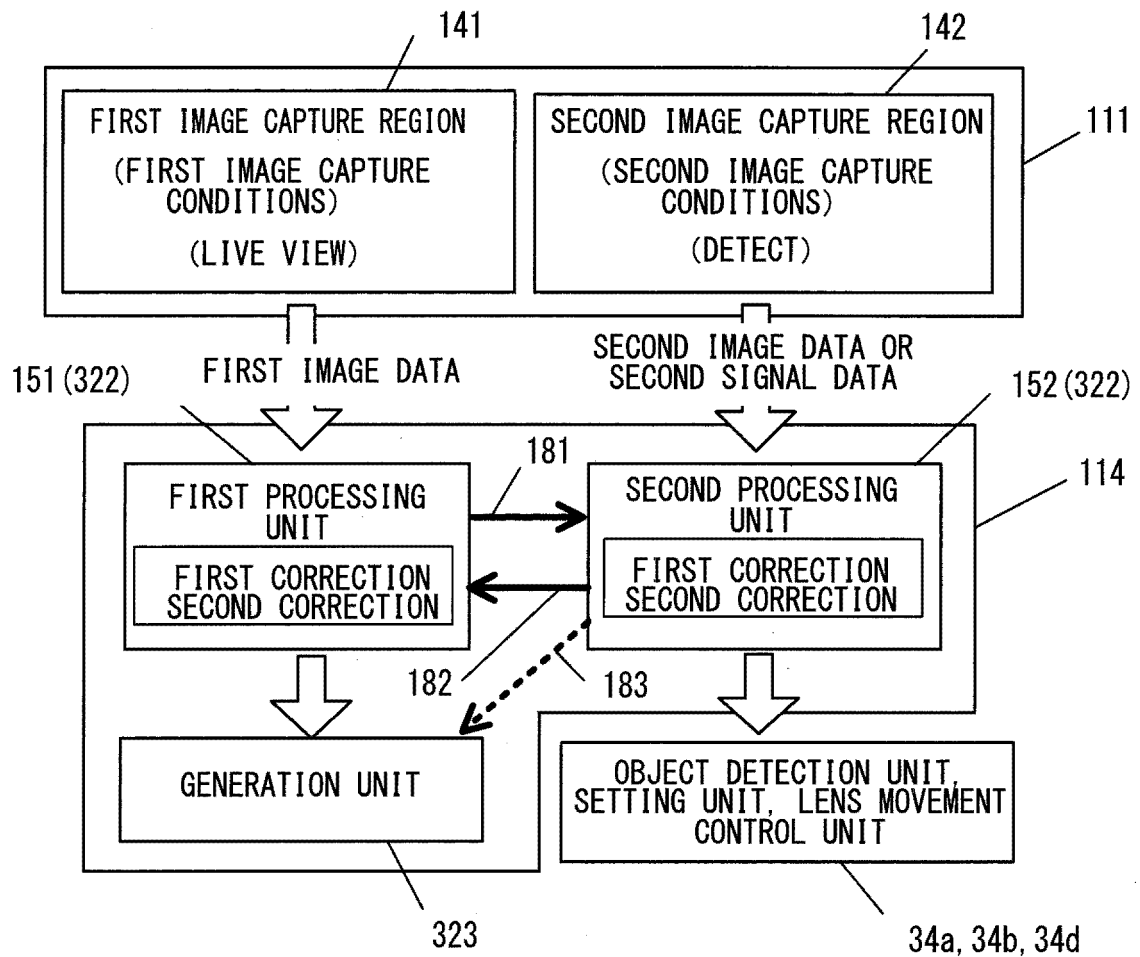 141
142
FIRST IMAGE CAPTURE REGION
(FIRST IMAGE CAPTURE
CONDITIONS)
(LIVE VIEW)
SECOND IMAGE CAPTURE REGION
(SECOND IMAGE CAPTURE
CONDITIONS)
(DETECT)
111
FIRST IMAGE DATA
SECOND IMAGE DATA OR
SECOND SIGNAL DATA
151(322)
152(322)
181
114
FIRST PROCESSING
UNIT
FIRST CORRECTION
SECOND CORRECTION
SECOND PROCESSING
UNIT
FIRST CORRECTION
SECOND CORRECTION
182
183
GENERATION UNIT
OBJECT DETECTION UNIT,
SETTING UNIT, LENS MOVEMENT
CONTROL UNIT
323
34a, 34b, 34d